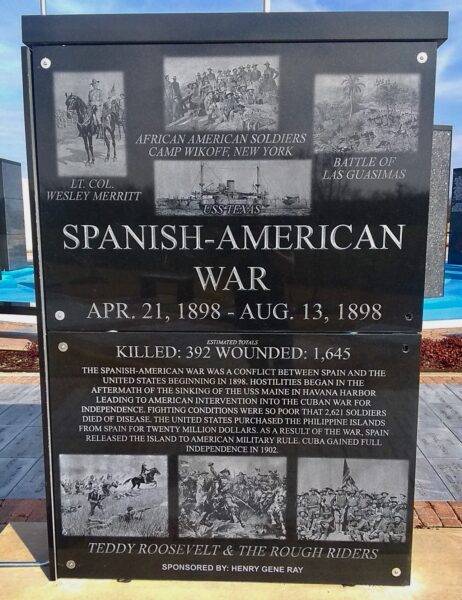 AFRICAN AMERICAN SOLDIERS
CAMP WIKOFF, NEW YORK
LT. COL.
WESLEY MERRITT
BATTLE OF
LAS GUASIMAS
USS TEXAS
SPANISH-AMERICAN
WAR
APR. 21, 1898 - AUG. 13, 1898
ESTIMATED TOTALS
KILLED: 392 WOUNDED: 1,645
THE SPANISH-AMERICAN WAR WAS A CONFLICT BETWEEN SPAIN AND THE
UNITED STATES BEGINNING IN 1898. HOSTILITIES BEGAN IN THE
AFTERMATH OF THE SINKING OF THE USS MAINE IN HAVANA HARBOR
LEADING TO AMERICAN INTERVENTION INTO THE CUBAN WAR FOR
INDEPENDENCE. FIGHTING CONDITIONS WERE SO POOR THAT 2,621 SOLDIERS
DIED OF DISEASE. THE UNITED STATES PURCHASED THE PHILIPPINE ISLANDS
FROM SPAIN FOR TWENTY MILLION DOLLARS. AS A RESULT OF THE WAR, SPAIN
RELEASED THE ISLAND TO AMERICAN MILITARY RULE. CUBA GAINED FULL
INDEPENDENCE IN 1902.
TEDDY ROOSEVELT & THE ROUGH RIDERS
SPONSORED BY: HENRY GENE RAY